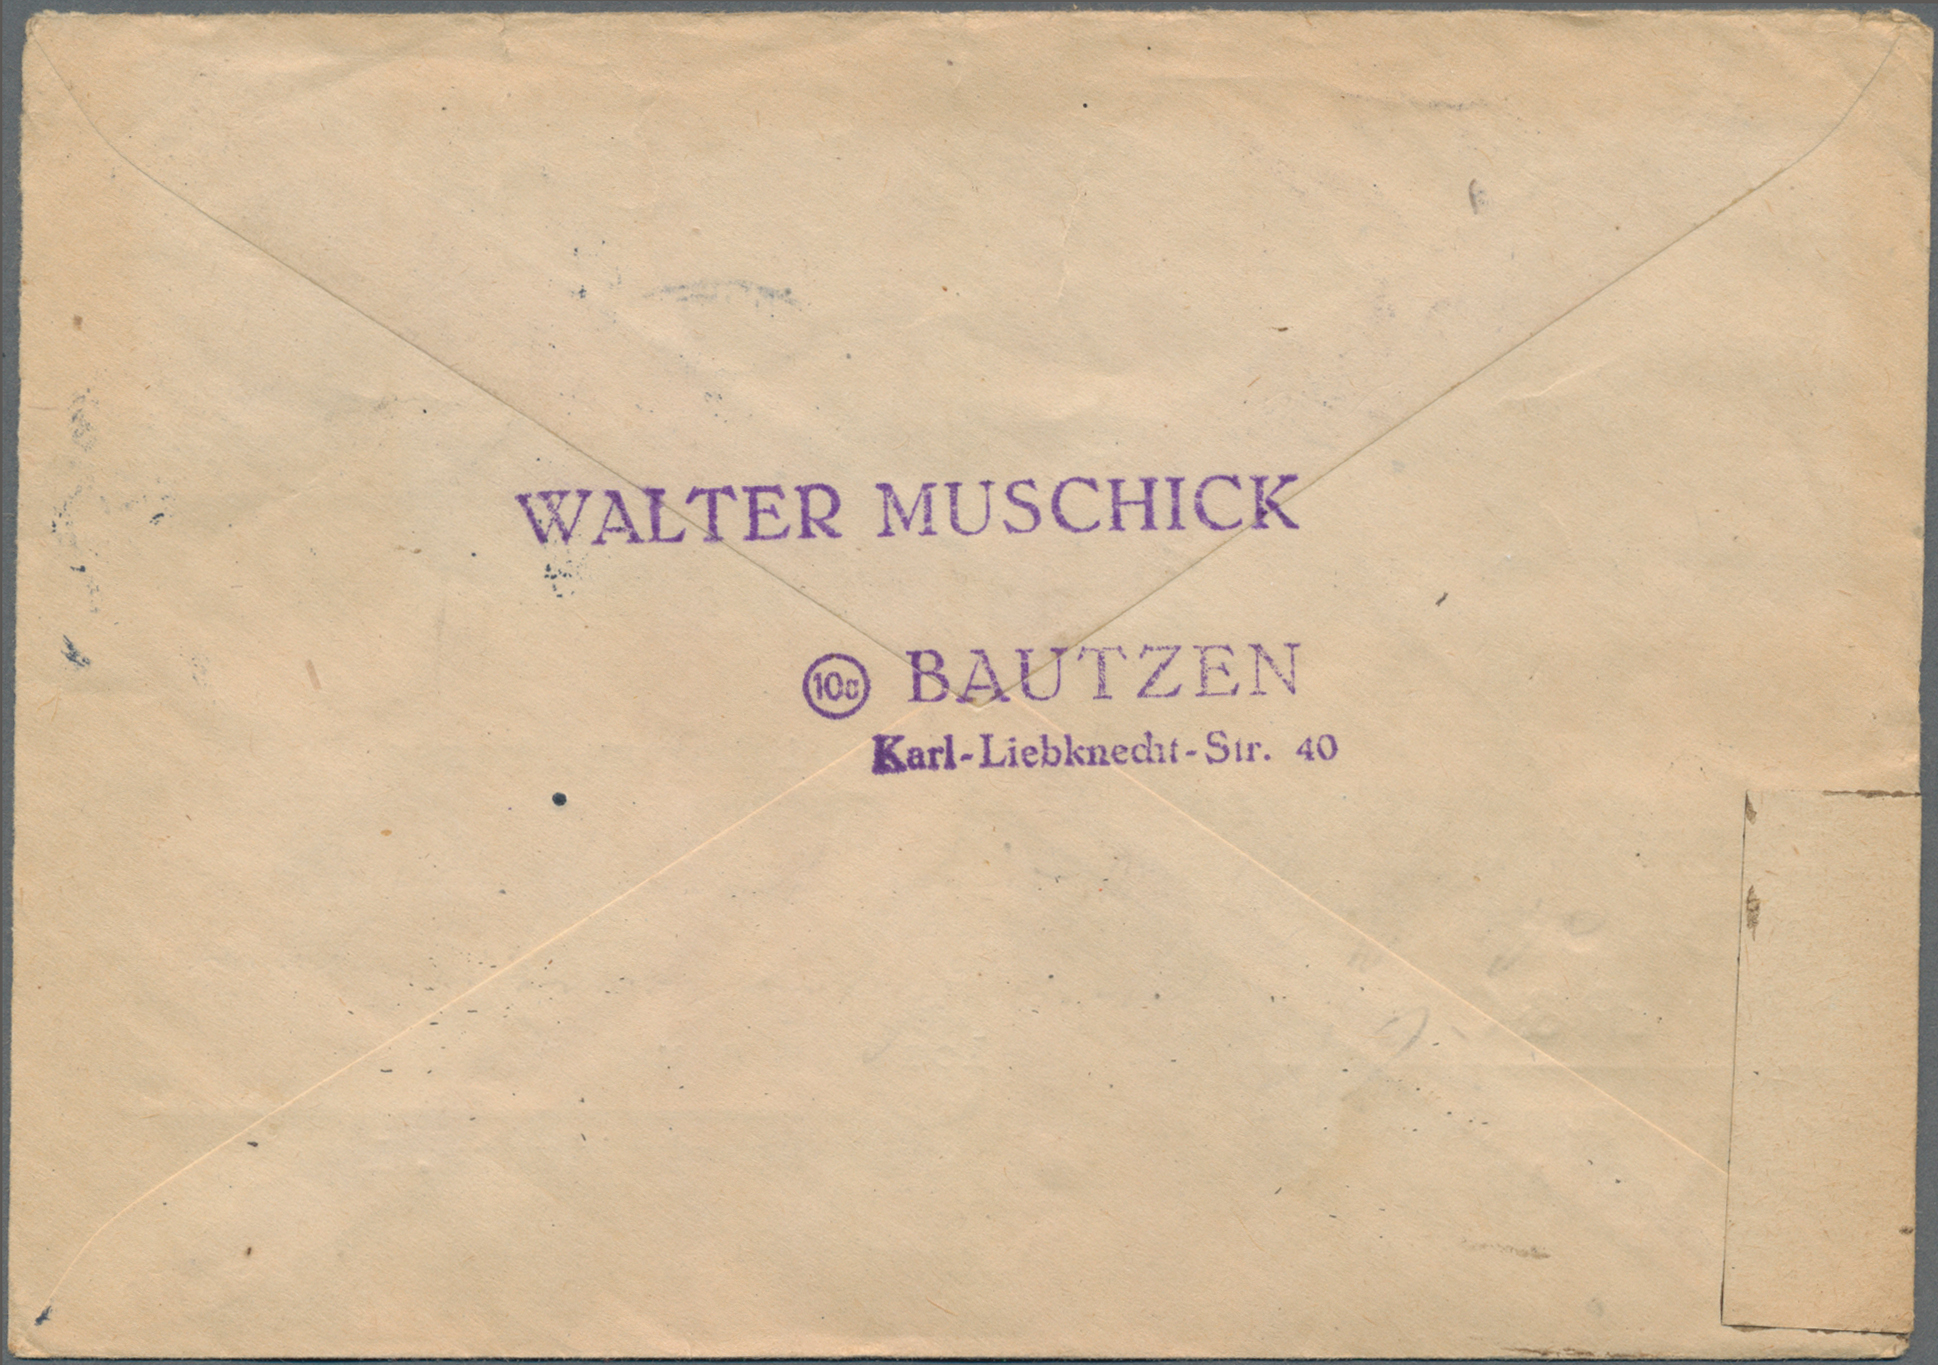 WALTER MUSCHICK
10a BAUTZEN
Karl-Liebknecht-Str. 40